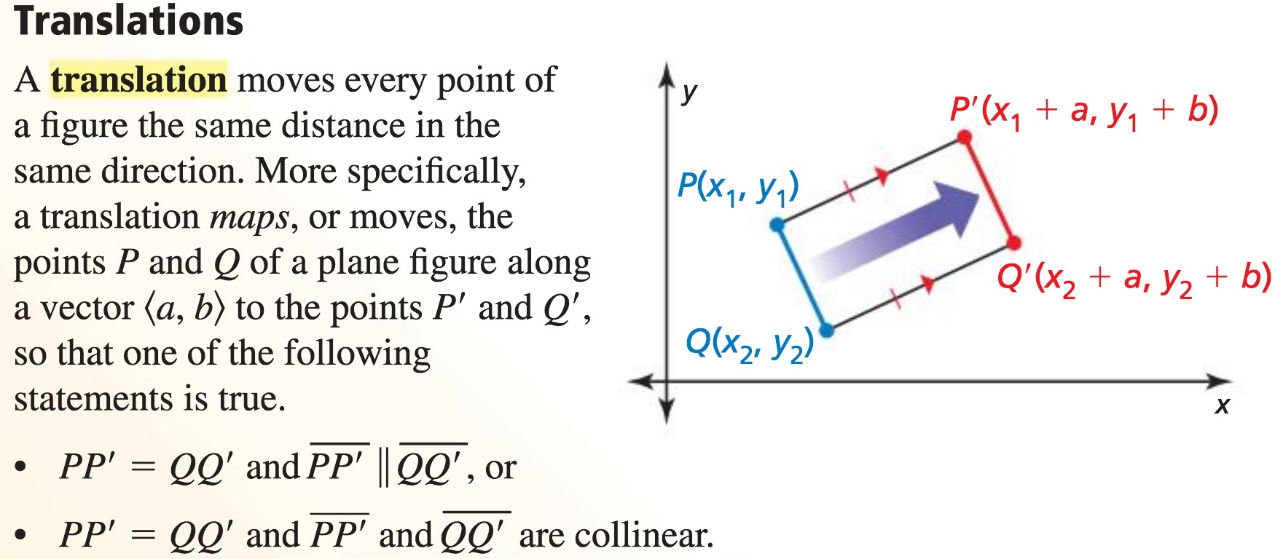 Translations
A translation moves every point of
a figure the same distance in the
same direction. More specifically,
a translation maps, or moves, the
points P and Q of a plane figure along
a vector ⟨a, b⟩ to the points P′ and Q′,
so that one of the following
statements is true.
• PP′ = QQ′ and P̅P̅′̅ ∥ Q̅Q̅′̅, or
• PP′ = QQ′ and P̅P̅′̅ and Q̅Q̅′̅ are collinear.
y
P′(x₁ + a, y₁ + b)
P(x₁, y₁)
Q′(x₂ + a, y₂ + b)
Q(x₂, y₂)
x